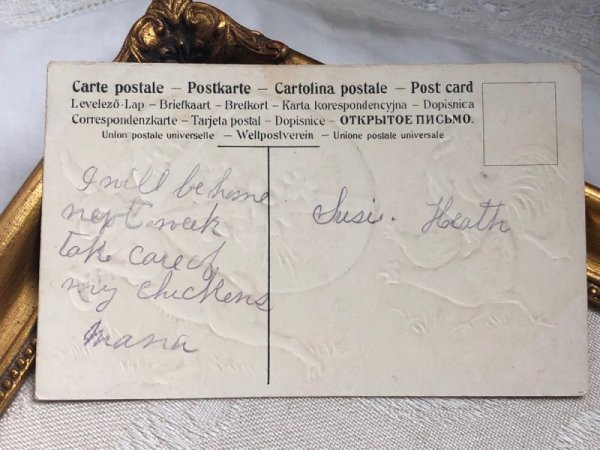 Carte postale – Postkarte – Cartolina postale – Post card
Levelező-Lap – Briefkaart – Brefkort – Karta korespondencyjna – Dopisnica
Correspondenzkarte – Tarjeta postal – Dopisnice – ОТКРЫТОЕ ПИСЬМО.
Union postale universelle – Weltpostverein – Unione postale universale
I will be home
next week
take care of
my chickens
Mama
Susi. Heath